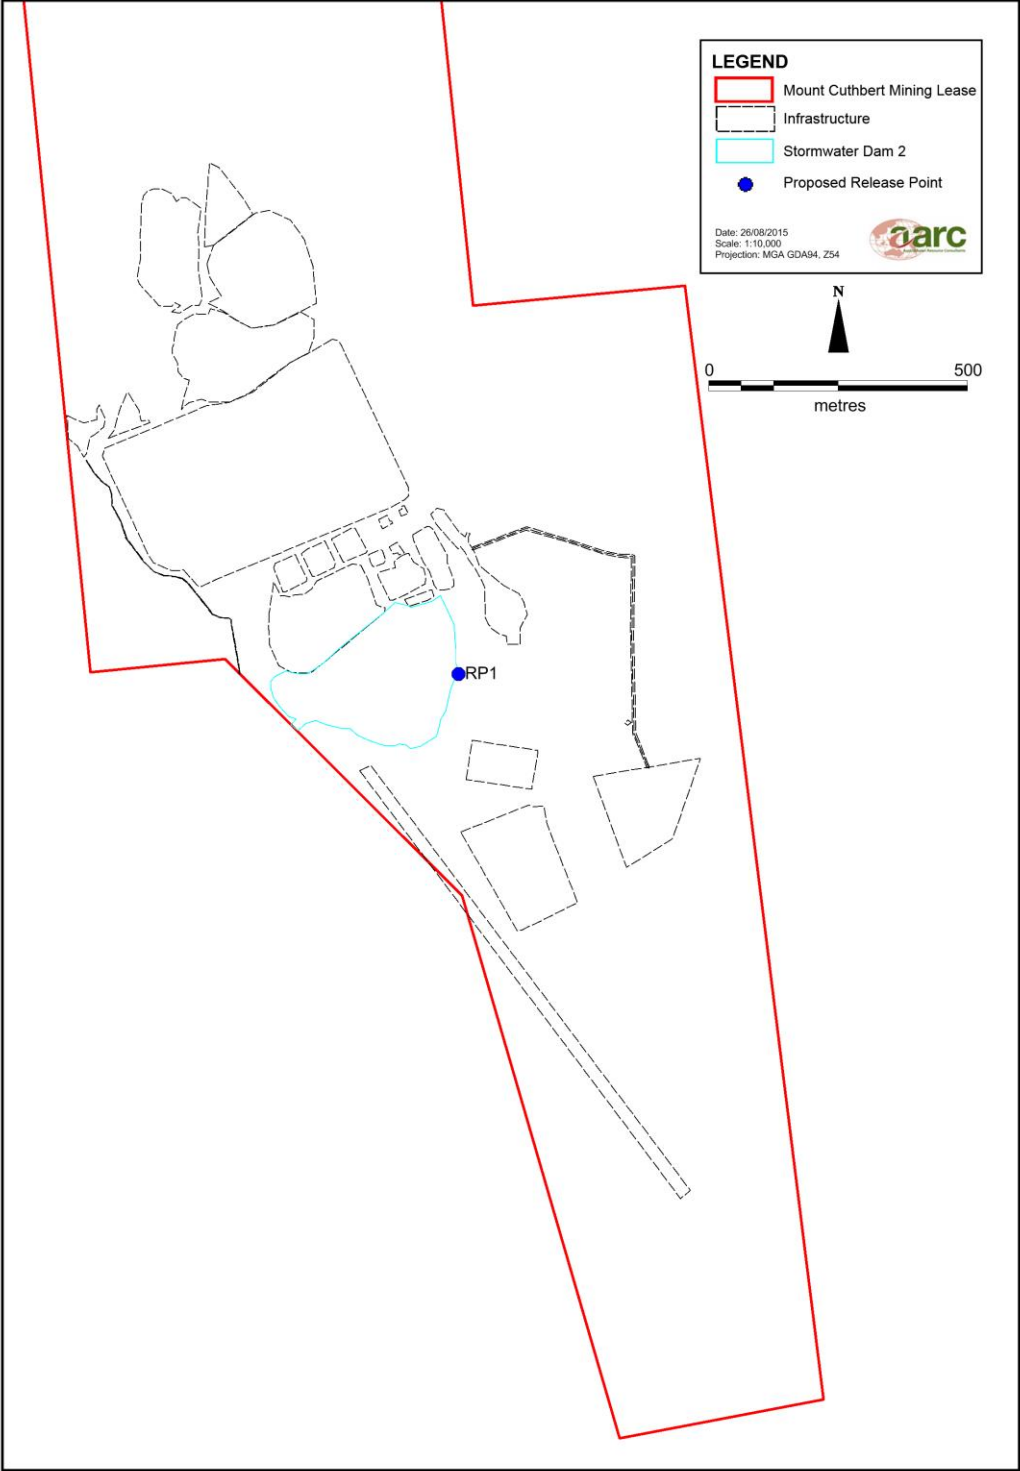 LEGEND
Mount Cuthbert Mining Lease
Infrastructure
Stormwater Dam 2
Proposed Release Point
Date: 26/08/2015
Scale: 1:10,000
Projection: MGA GDA94, Z54
aarc
N
0 500
metres
RP1